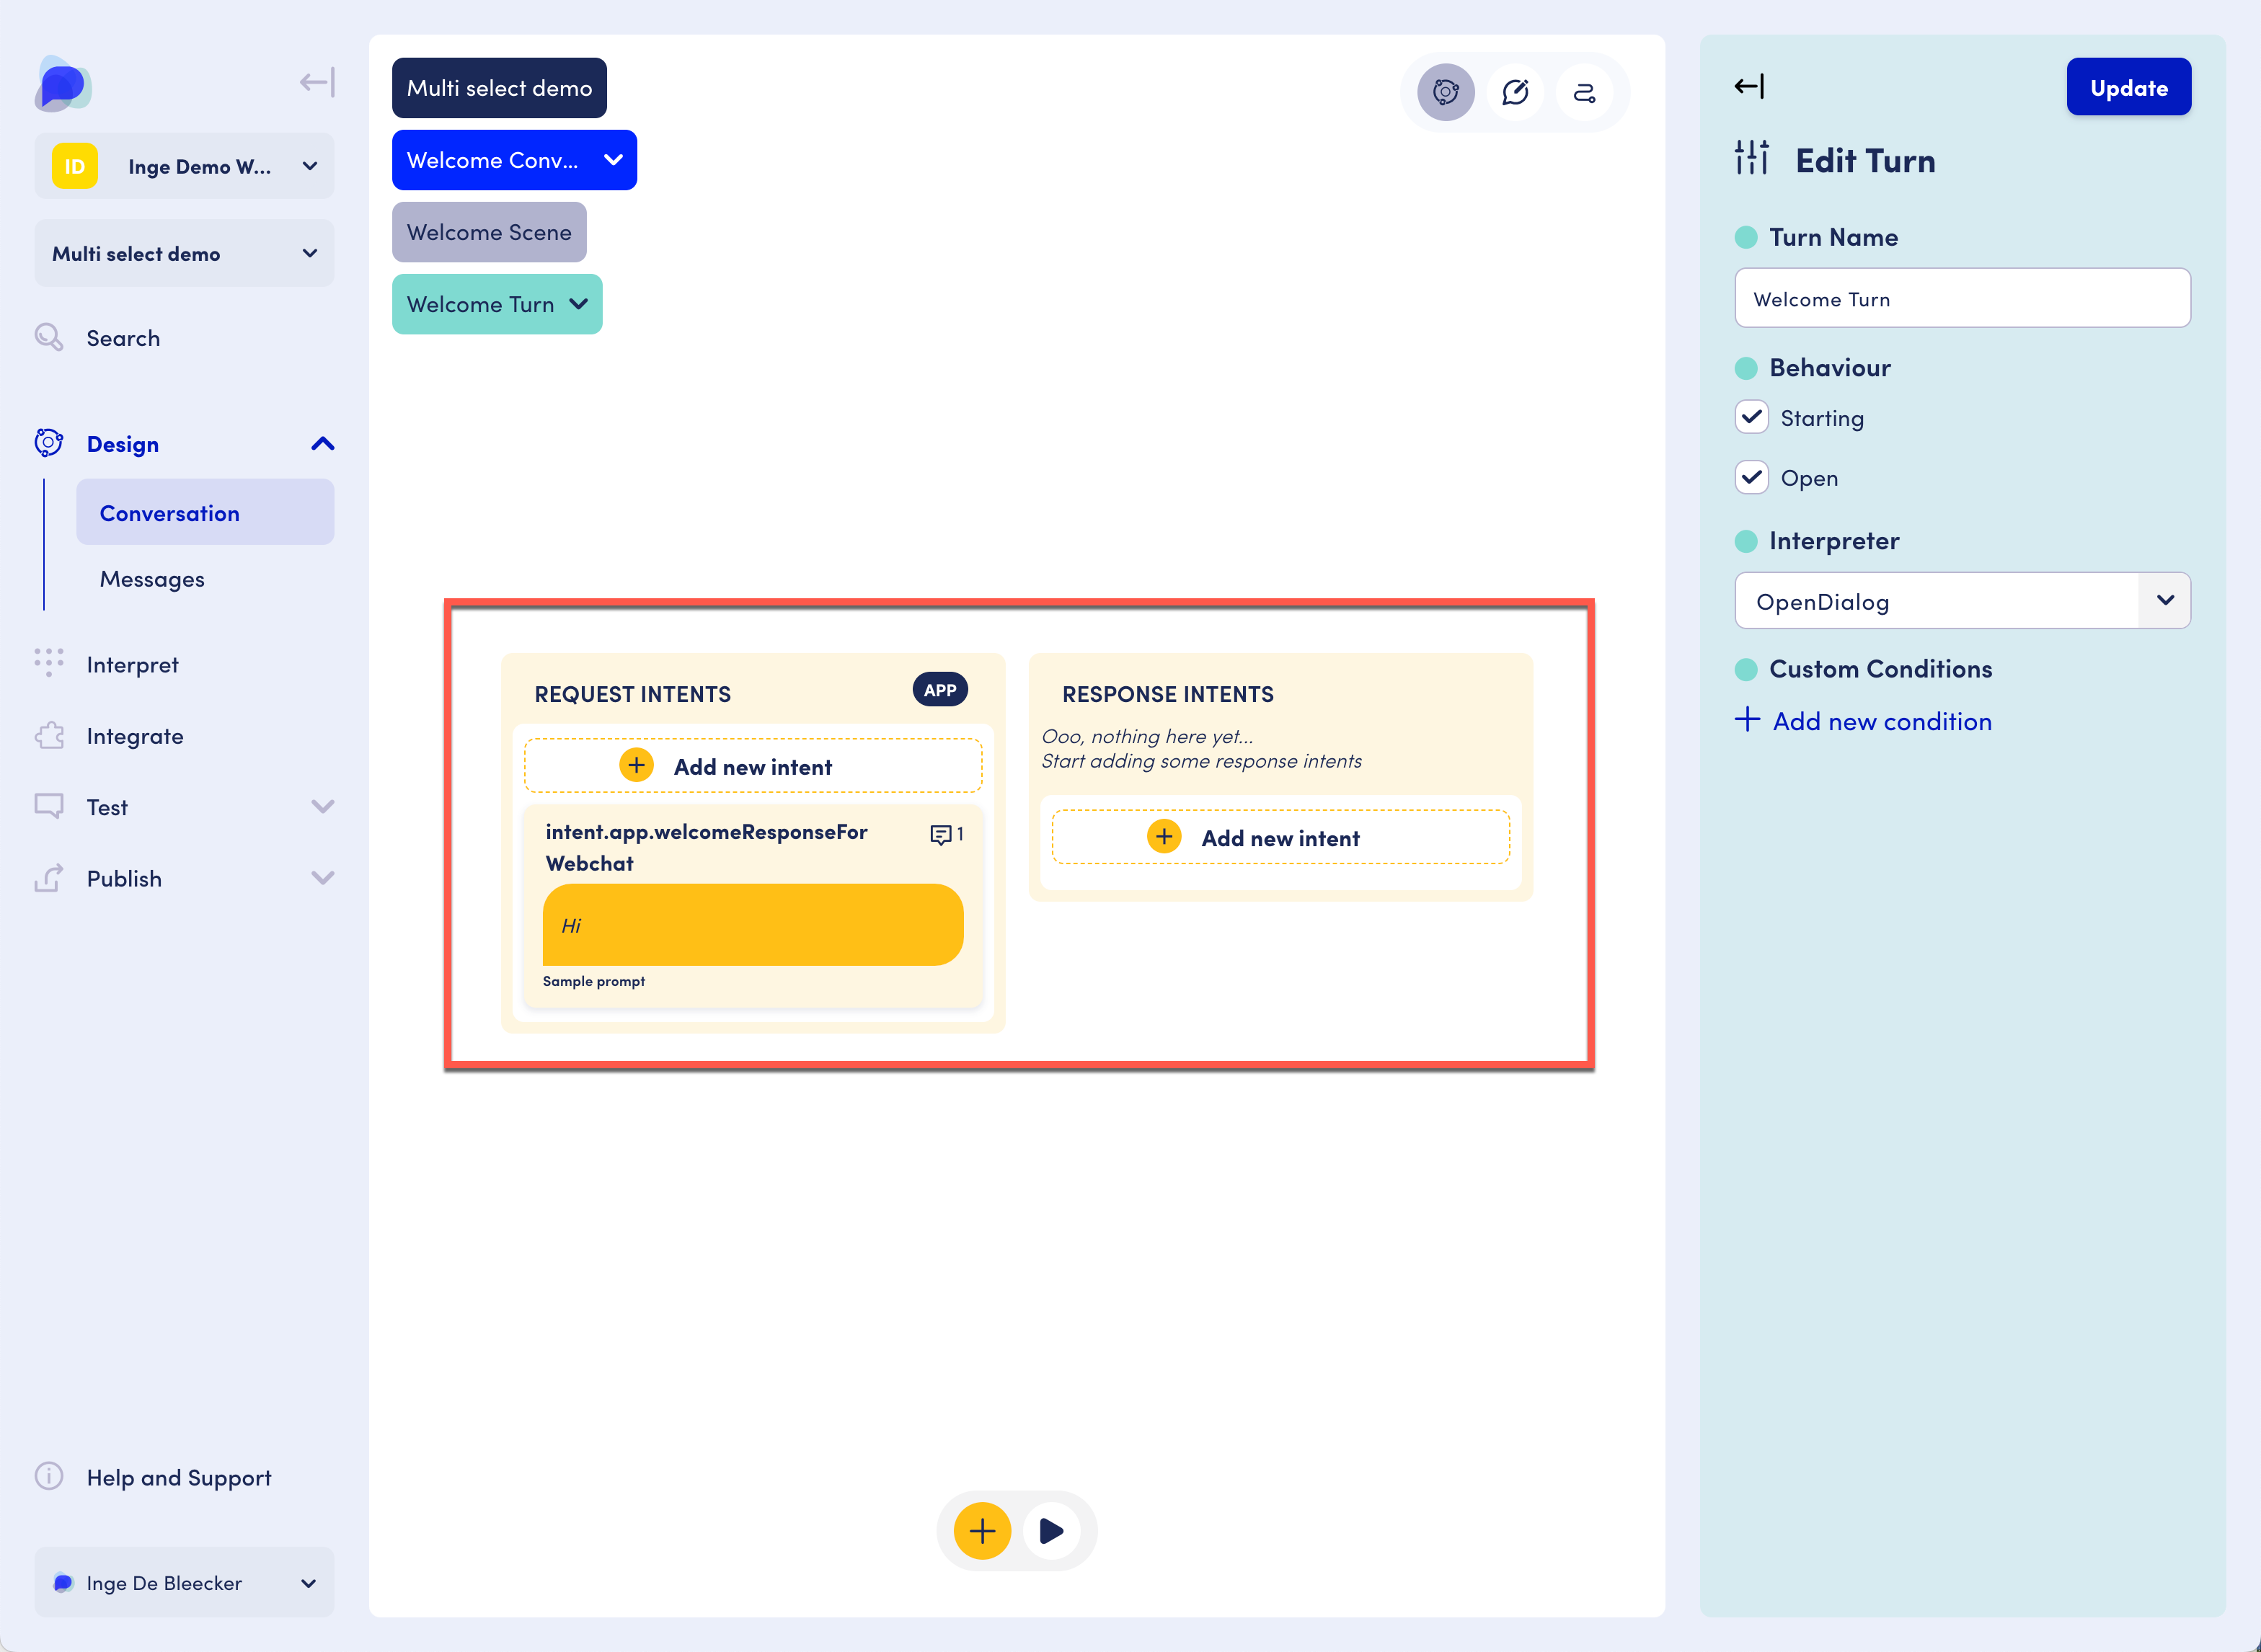 ID
Inge Demo W...
Multi select demo
Search
Design
Conversation
Messages
Interpret
Integrate
Test
Publish
Help and Support
Inge De Bleecker
Multi select demo
Welcome Conv...
Welcome Scene
Welcome Turn
REQUEST INTENTS
APP
Add new intent
intent.app.welcomeResponseFor
Webchat
1
Hi
Sample prompt
RESPONSE INTENTS
Ooo, nothing here yet...
Start adding some response intents
Add new intent
Update
Edit Turn
Turn Name
Welcome Turn
Behaviour
Starting
Open
Interpreter
OpenDialog
Custom Conditions
Add new condition